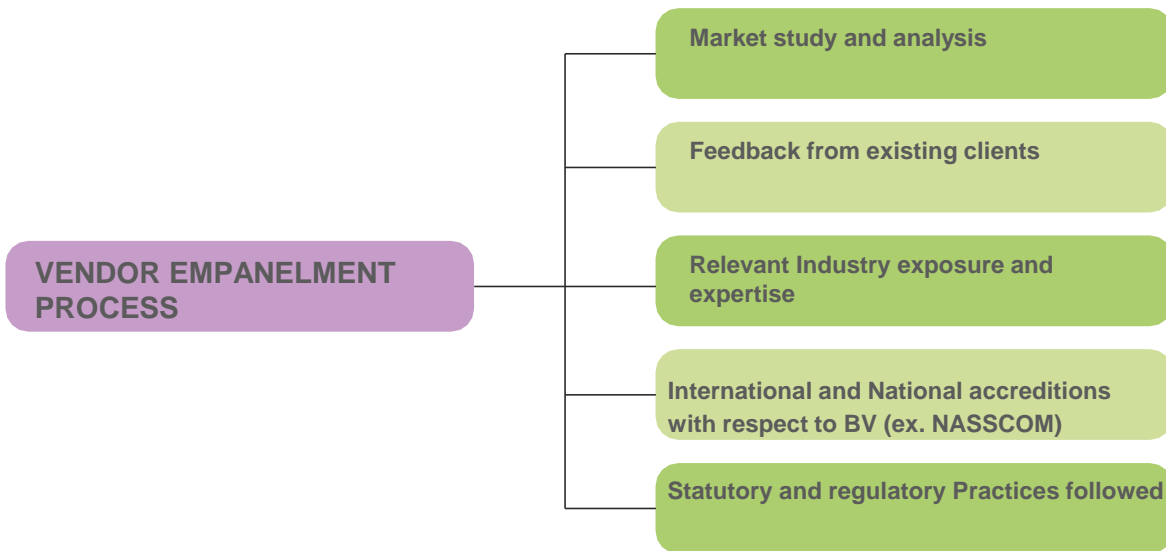 Market study and analysis
Feedback from existing clients
VENDOR EMPANELMENT
PROCESS
Relevant Industry exposure and
expertise
International and National accreditions
with respect to BV (ex. NASSCOM)
Statutory and regulatory Practices followed